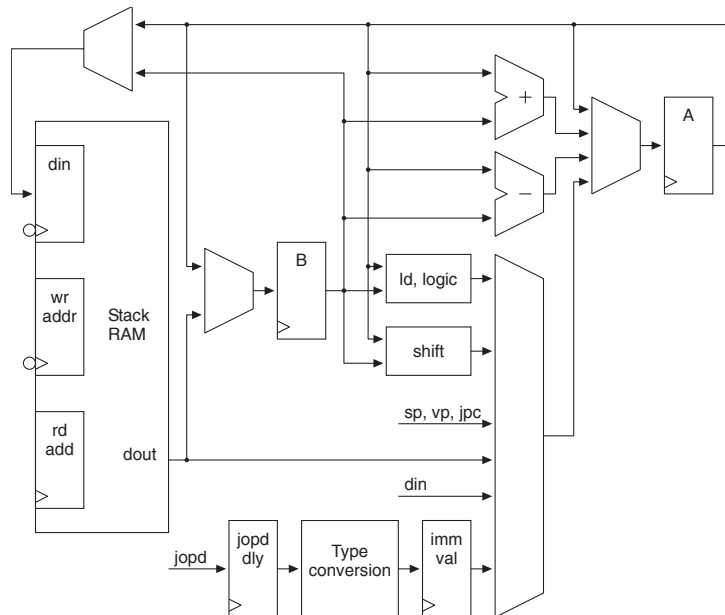 A
+
din
−
B
ld, logic
wr
addr
Stack
RAM
shift
sp, vp, jpc
rd
add
dout
din
jopd
jopd
dly
Type
conversion
imm
val